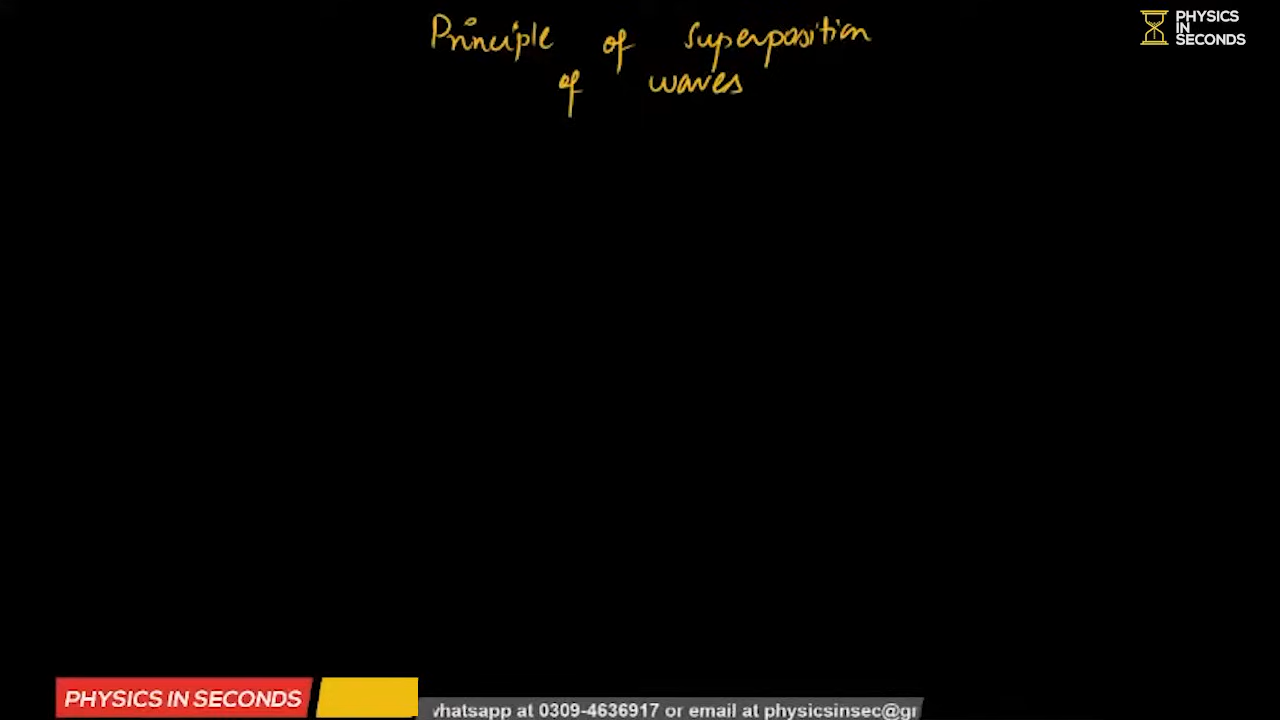 Principle of superposition
of waves
PHYSICS
IN
SECONDS
PHYSICS IN SECONDS
whatsapp at 0309-4636917 or email at physicsinsec@gr